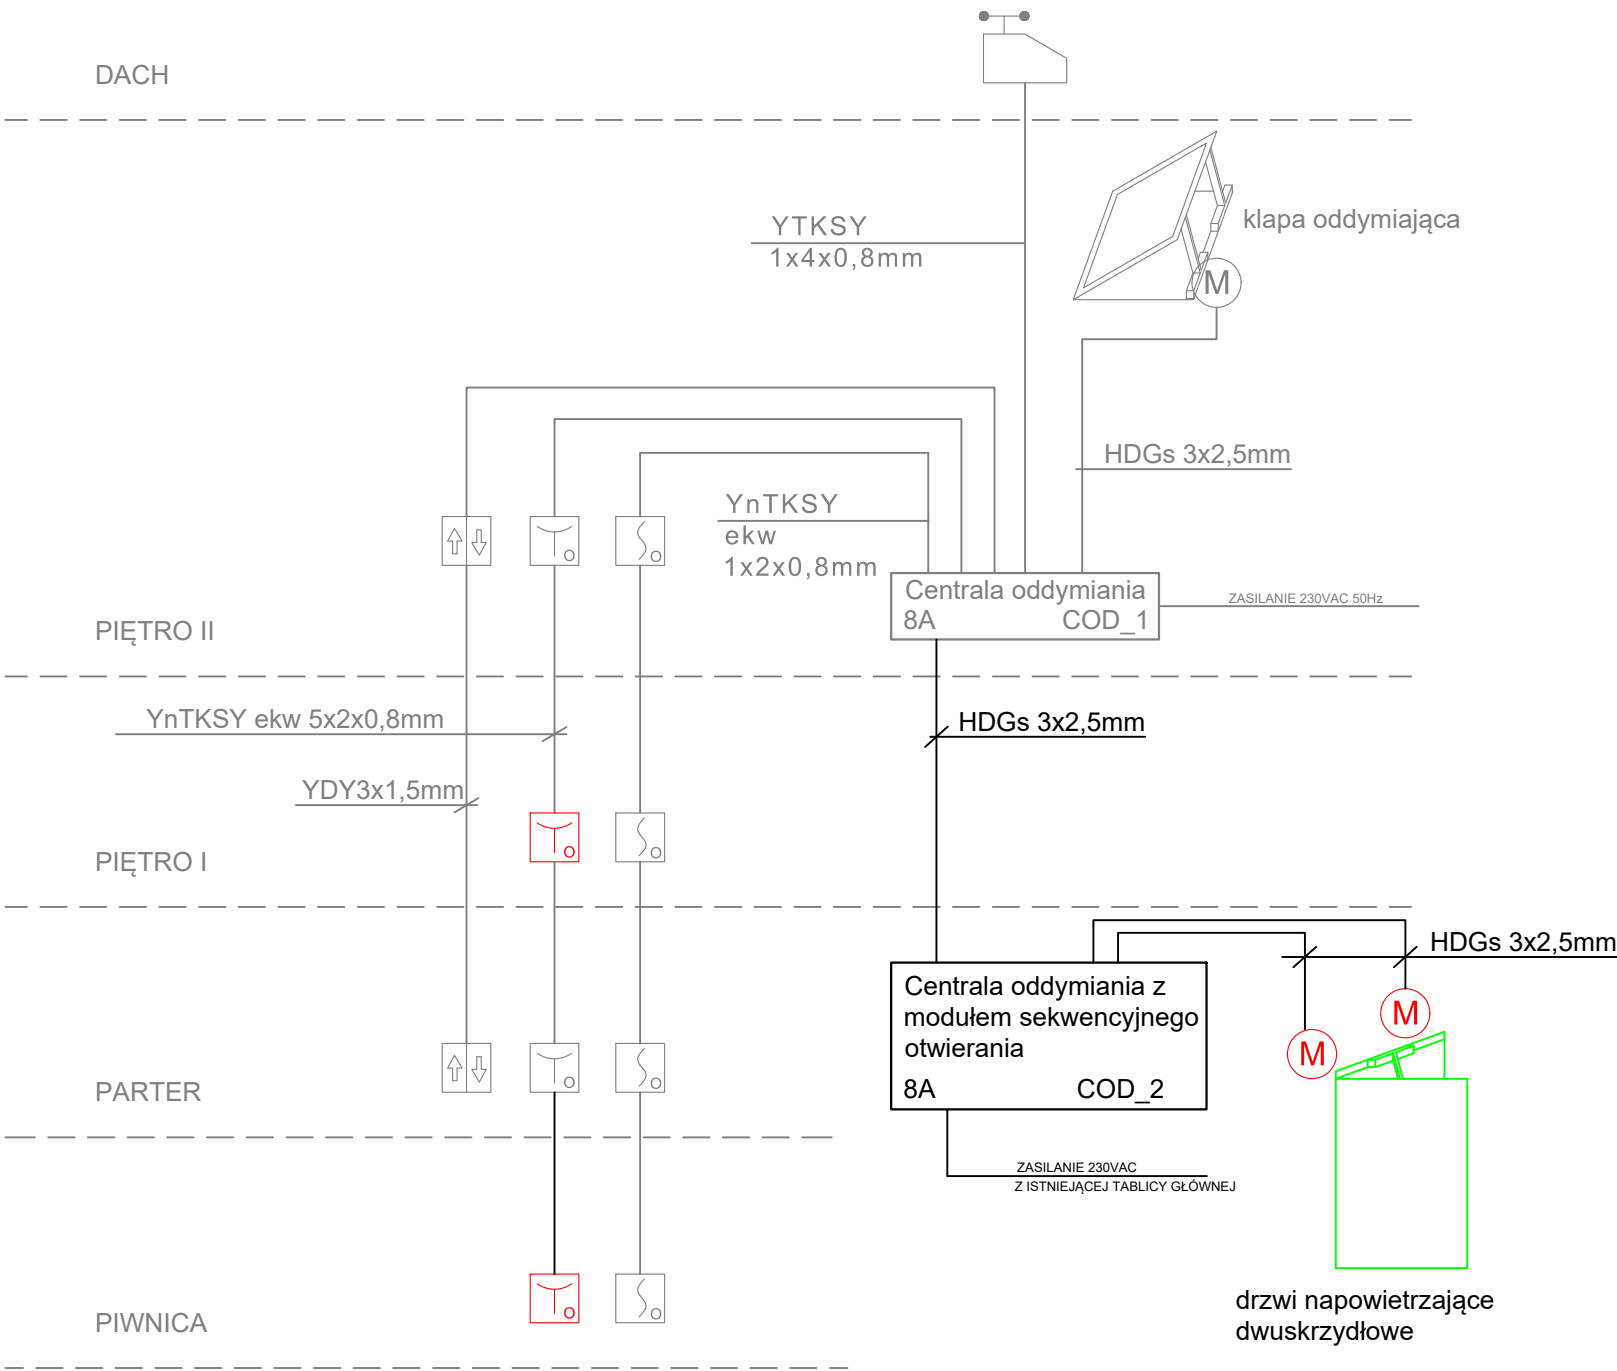 DACH
YTKSY
1x4x0,8mm
klapa oddymiająca
M
HDGs 3x2,5mm
YnTKSY
ekw
1x2x0,8mm
O
O
Centrala oddymiania
8A COD_1
ZASILANIE 230VAC 50Hz
PIĘTRO II
YnTKSY ekw 5x2x0,8mm
HDGs 3x2,5mm
YDY3x1,5mm
O
O
PIĘTRO I
HDGs 3x2,5mm
Centrala oddymiania z
modułem sekwencyjnego
otwierania
8A COD_2
M
M
O
O
PARTER
ZASILANIE 230VAC
Z ISTNIEJĄCEJ TABLICY GŁÓWNEJ
O
O
PIWNICA
drzwi napowietrzające
dwuskrzydłowe